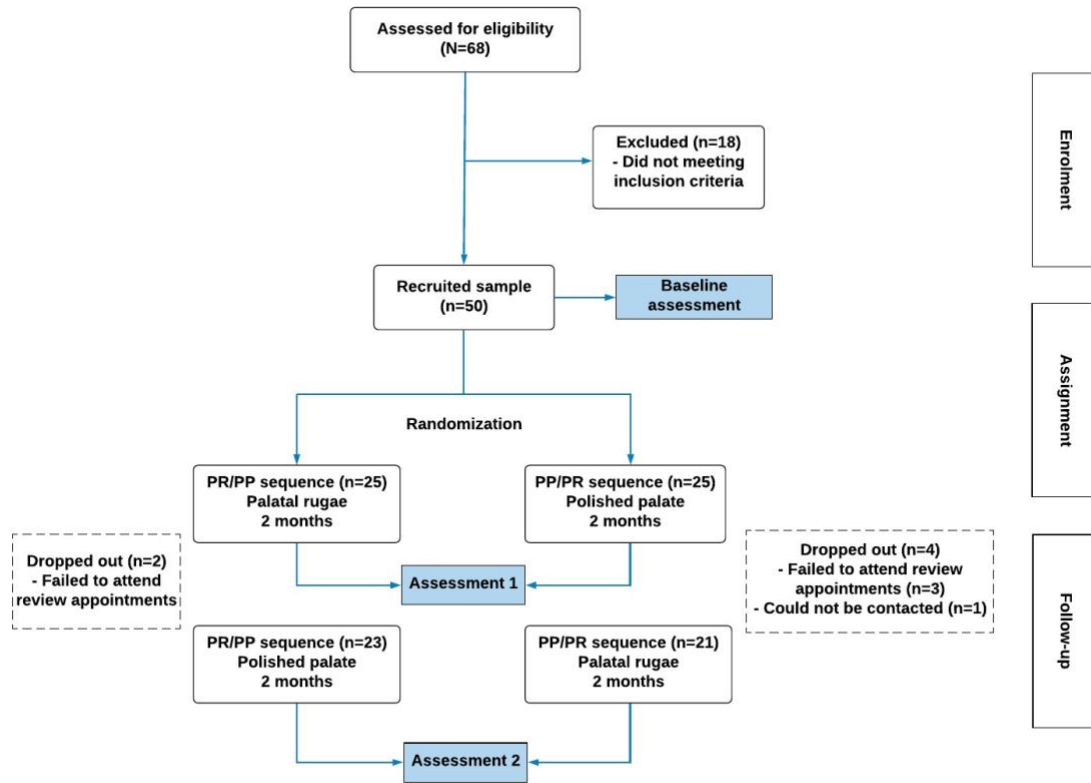 Assessed for eligibility
(N=68)
Excluded (n=18)
- Did not meeting
inclusion criteria
Enrolment
Recruited sample
(n=50)
Baseline
assessment
Assignment
Randomization
PR/PP sequence (n=25)
Palatal rugae
2 months
PP/PR sequence (n=25)
Polished palate
2 months
Dropped out (n=2)
- Failed to attend
review appointments
Assessment 1
Dropped out (n=4)
- Failed to attend review
appointments (n=3)
- Could not be contacted (n=1)
Follow-up
PR/PP sequence (n=23)
Polished palate
2 months
PP/PR sequence (n=21)
Palatal rugae
2 months
Assessment 2